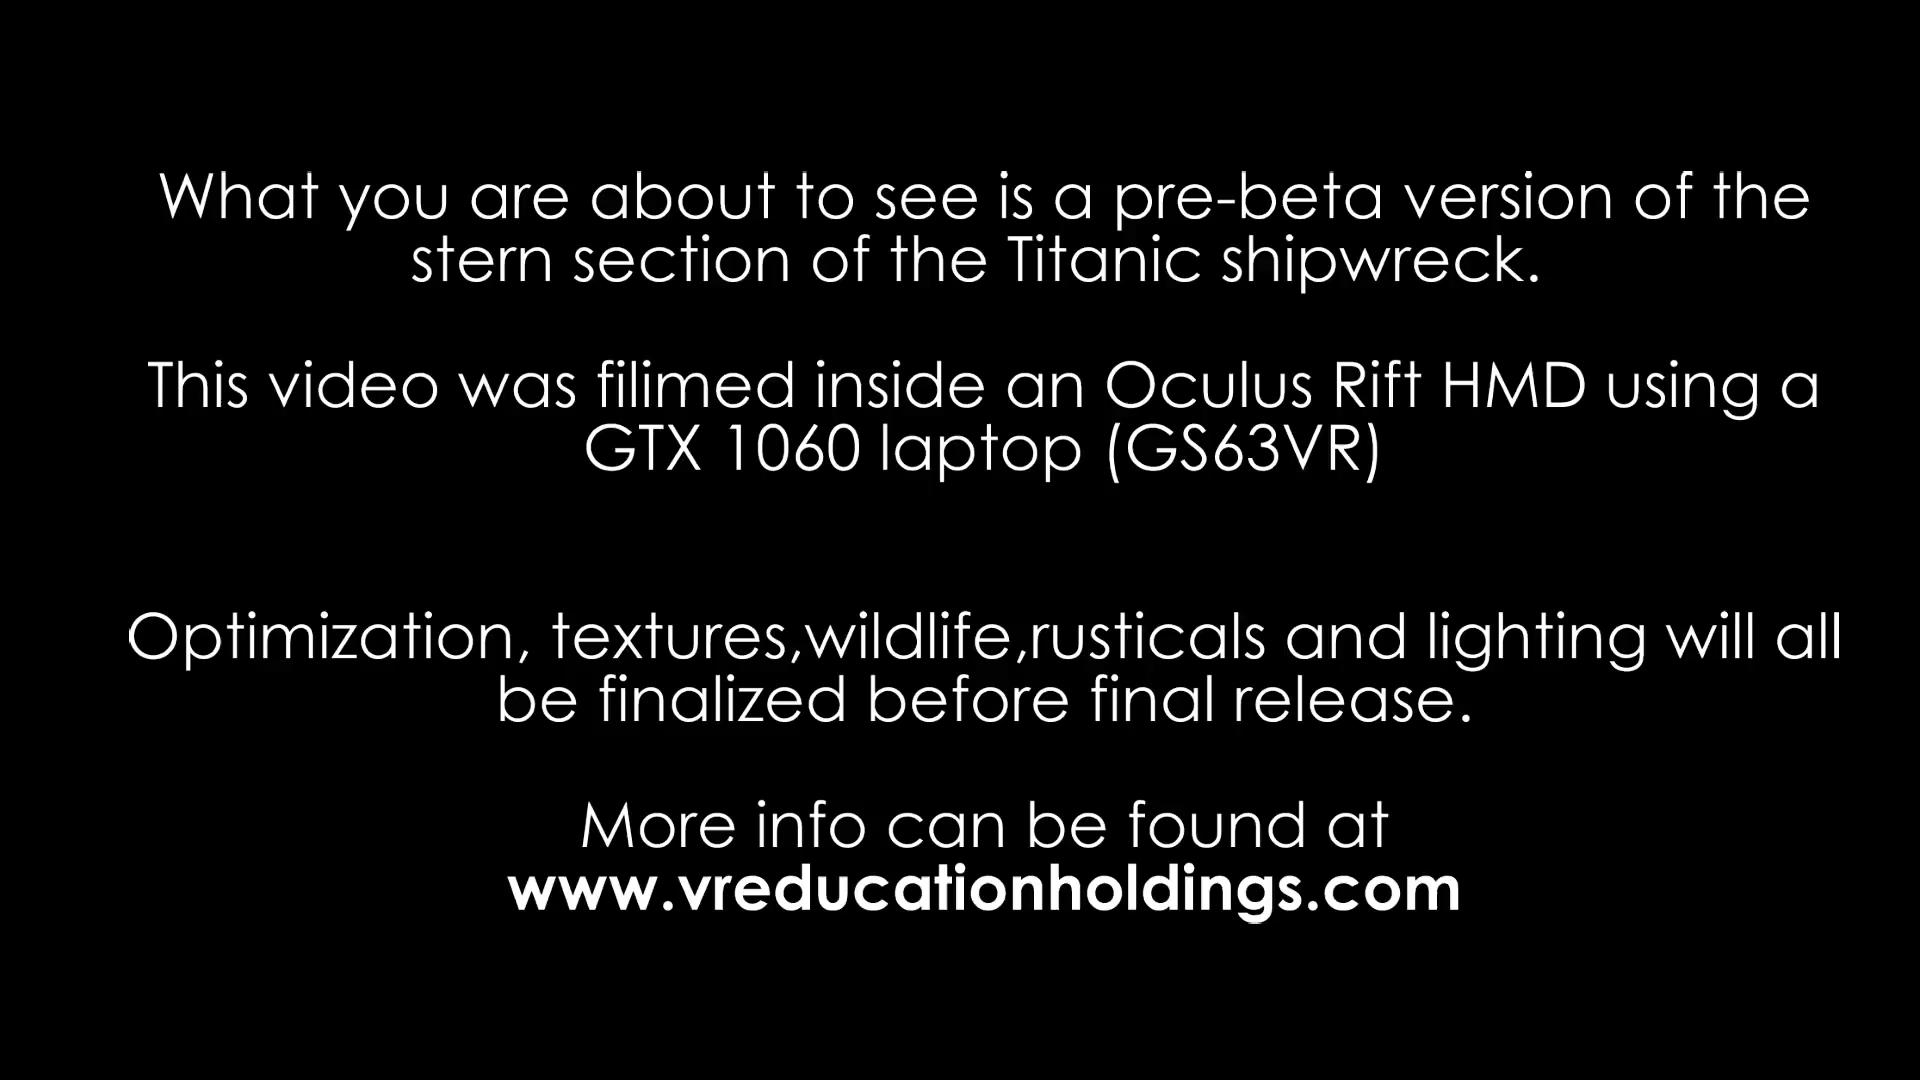 What you are about to see is a pre-beta version of the
stern section of the Titanic shipwreck.
This video was filimed inside an Oculus Rift HMD using a
GTX 1060 laptop (GS63VR)
Optimization, textures,wildlife,rusticals and lighting will all
be finalized before final release.
More info can be found at
www.vreducationholdings.com